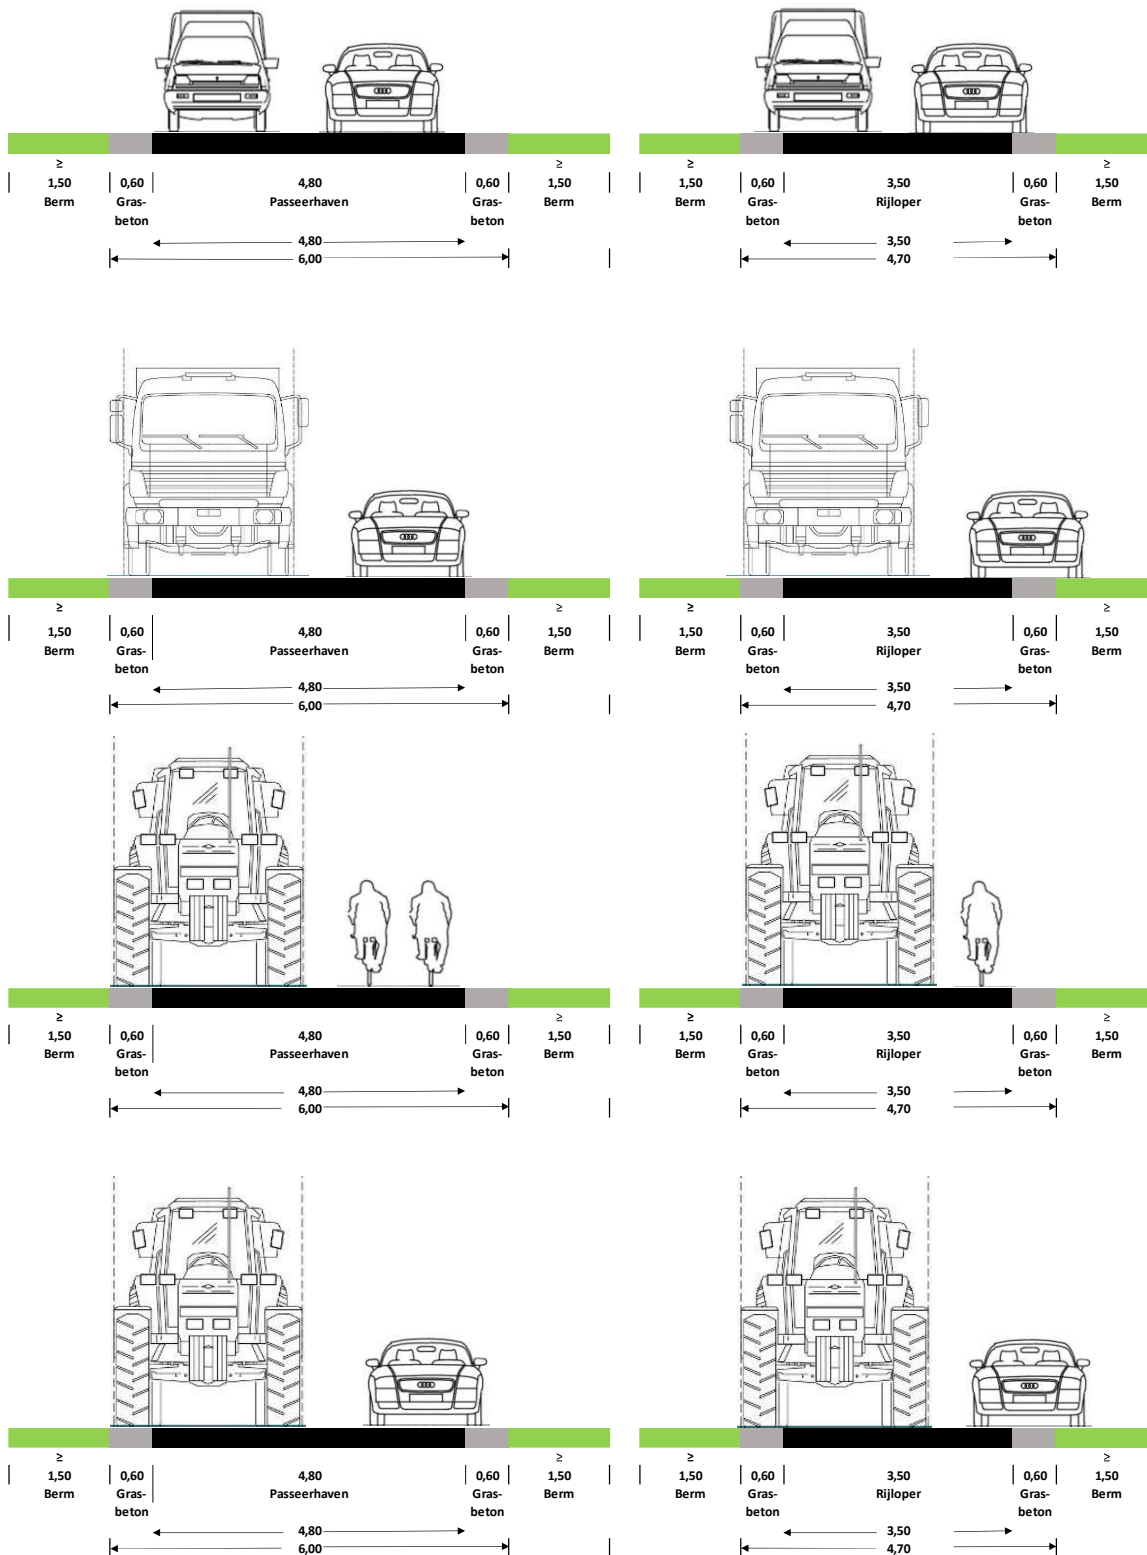 ≥ ≥ ≥ ≥
1,50 0,60 4,80 0,60 1,50 1,50 0,60 3,50 0,60 1,50
Berm Gras- Passeerhaven Gras- Berm Berm Gras- Rijloper Gras- Berm
beton beton beton beton
4,80 3,50
6,00 4,70
≥ ≥ ≥ ≥
1,50 0,60 4,80 0,60 1,50 1,50 0,60 3,50 0,60 1,50
Berm Gras- Passeerhaven Gras- Berm Berm Gras- Rijloper Gras- Berm
beton beton beton beton
4,80 3,50
6,00 4,70
≥ ≥ ≥ ≥
1,50 0,60 4,80 0,60 1,50 1,50 0,60 3,50 0,60 1,50
Berm Gras- Passeerhaven Gras- Berm Berm Gras- Rijloper Gras- Berm
beton beton beton beton
4,80 3,50
6,00 4,70
≥ ≥ ≥ ≥
1,50 0,60 4,80 0,60 1,50 1,50 0,60 3,50 0,60 1,50
Berm Gras- Passeerhaven Gras- Berm Berm Gras- Rijloper Gras- Berm
beton beton beton beton
4,80 3,50
6,00 4,70